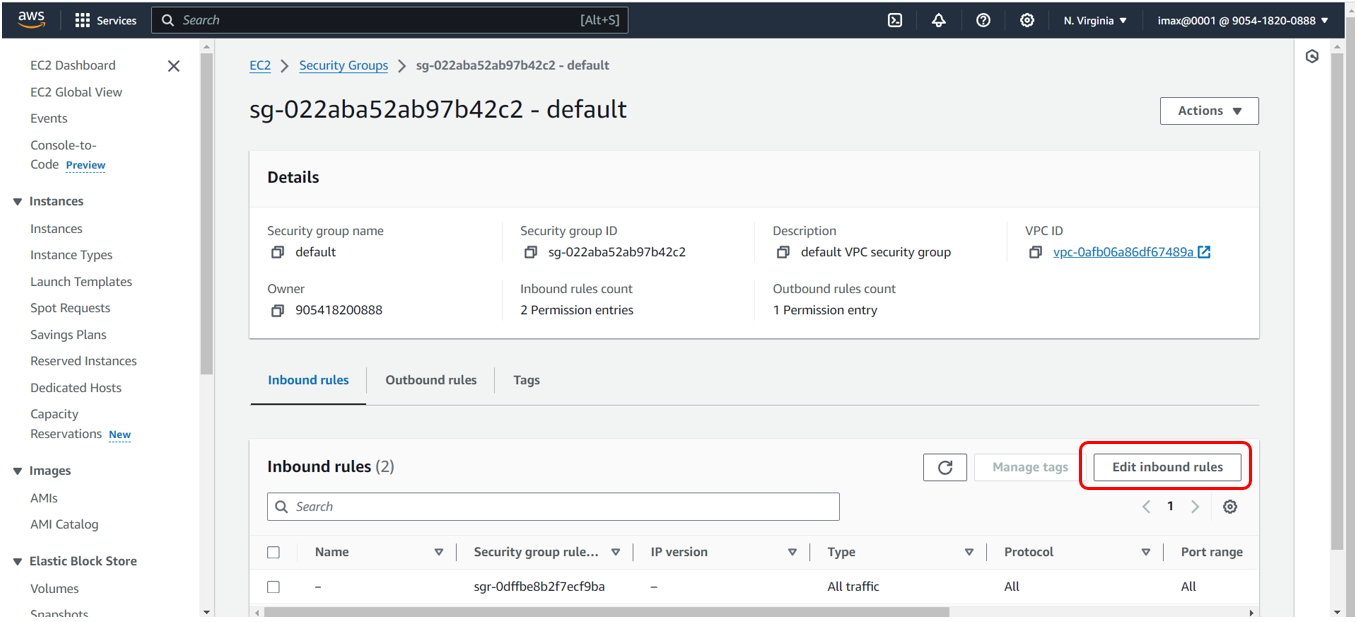 aws Services Search [Alt+S] N. Virginia imax@0001 @ 9054-1820-0888
EC2 Dashboard
EC2 Global View
Events
Console-to-
Code Preview
Instances
Instances
Instance Types
Launch Templates
Spot Requests
Savings Plans
Reserved Instances
Dedicated Hosts
Capacity
Reservations New
Images
AMIs
AMI Catalog
Elastic Block Store
Volumes
Snapshots
EC2 Security Groups sg-022aba52ab97b42c2 - default
sg-022aba52ab97b42c2 - default
Actions
Details
Security group name
default
Security group ID
sg-022aba52ab97b42c2
Description
default VPC security group
VPC ID
vpc-0afb06a86df67489a
Owner
905418200888
Inbound rules count
2 Permission entries
Outbound rules count
1 Permission entry
Inbound rules Outbound rules Tags
Inbound rules (2)
Manage tags Edit inbound rules
Search
1
Name Security group rule... IP version Type Protocol Port range
– sgr-0dffbe8b2f7ecf9ba – All traffic All All